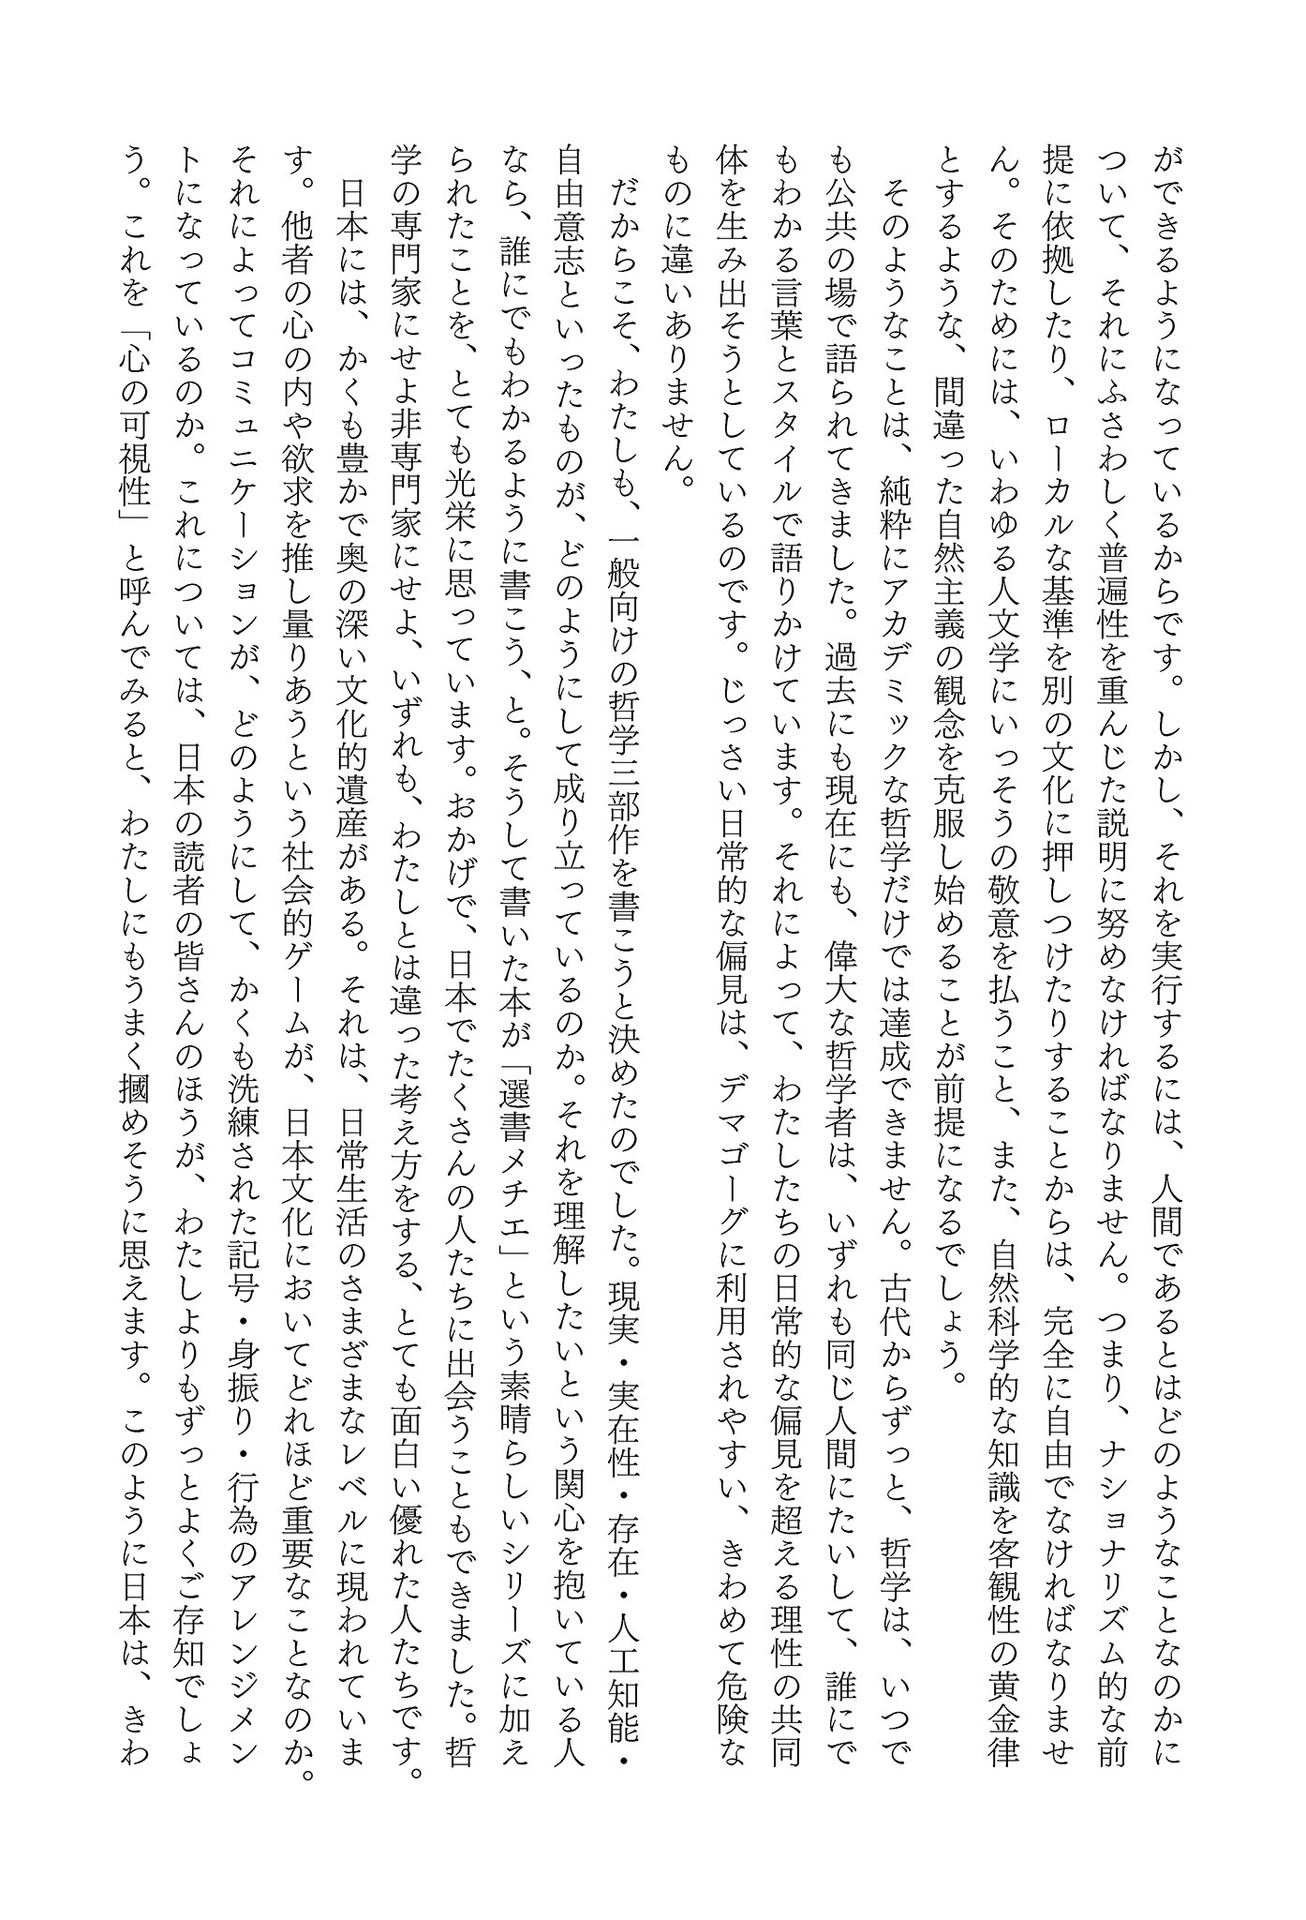 ができるようになっているからです。しかし、それを実行するには、人間であるとはどのようなことなのかに
ついて、それにふさわしく普遍性を重んじた説明に努めなければなりません。つまり、ナショナリズム的な前
提に依拠したり、ローカルな基準を別の文化に押しつけたりすることからは、完全に自由でなければなりませ
ん。そのためには、いわゆる人文学にいっそうの敬意を払うこと、また、自然科学的な知識を客観性の黄金律
とするような、間違った自然主義の観念を克服し始めることが前提になるでしょう。
　そのようなことは、純粋にアカデミックな哲学だけでは達成できません。古代からずっと、哲学は、いつで
も公共の場で語られてきました。過去にも現在にも、偉大な哲学者は、いずれも同じ人間にたいして、誰にで
もわかる言葉とスタイルで語りかけています。それによって、わたしたちの日常的な偏見を超える理性の共同
体を生み出そうとしているのです。じっさい日常的な偏見は、デマゴーグに利用されやすい、きわめて危険な
ものに違いありません。
　だからこそ、わたしも、一般向けの哲学三部作を書こうと決めたのでした。現実・実在性・存在・人工知能・
自由意志といったものが、どのようにして成り立っているのか。それを理解したいという関心を抱いている人
なら、誰にでもわかるように書こう、と。そうして書いた本が「選書メチエ」という素晴らしいシリーズに加え
られたことを、とても光栄に思っています。おかげで、日本でたくさんの人たちに出会うこともできました。哲
学の専門家にせよ非専門家にせよ、いずれも、わたしとは違った考え方をする、とても面白い優れた人たちです。
　日本には、かくも豊かで奥の深い文化的遺産がある。それは、日常生活のさまざまなレベルに現われていま
す。他者の心の内や欲求を推し量りあうという社会的ゲームが、日本文化においてどれほど重要なことなのか。
それによってコミュニケーションが、どのようにして、かくも洗練された記号・身振り・行為のアレンジメン
トになっているのか。これについては、日本の読者の皆さんのほうが、わたしよりもずっとよくご存知でしょ
う。これを「心の可視性」と呼んでみると、わたしにもうまく摑めそうに思えます。このように日本は、きわ